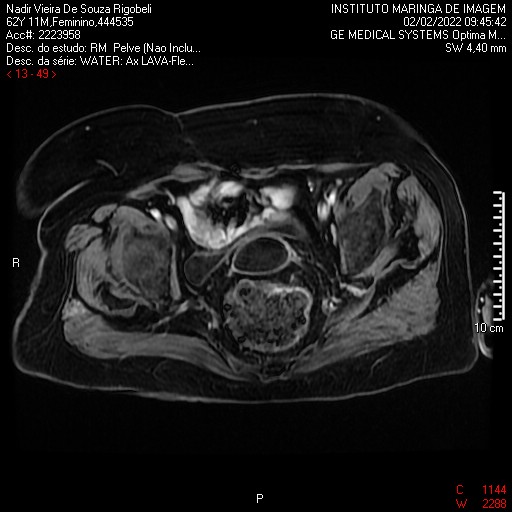 Nadir Vieira De Souza Rigobeli
62Y 11M,Feminino,444535
Acc#: 2223958
Desc. do estudo: RM Pelve (Nao Inclu...
Desc. da série: WATER: Ax LAVA-Fle...
< 13 - 49 >
INSTITUTO MARINGA DE IMAGEM
02/02/2022 09:45:42
GE MEDICAL SYSTEMS Optima M...
SW 4,40 mm
R
10 cm
P
C 1144
W 2288